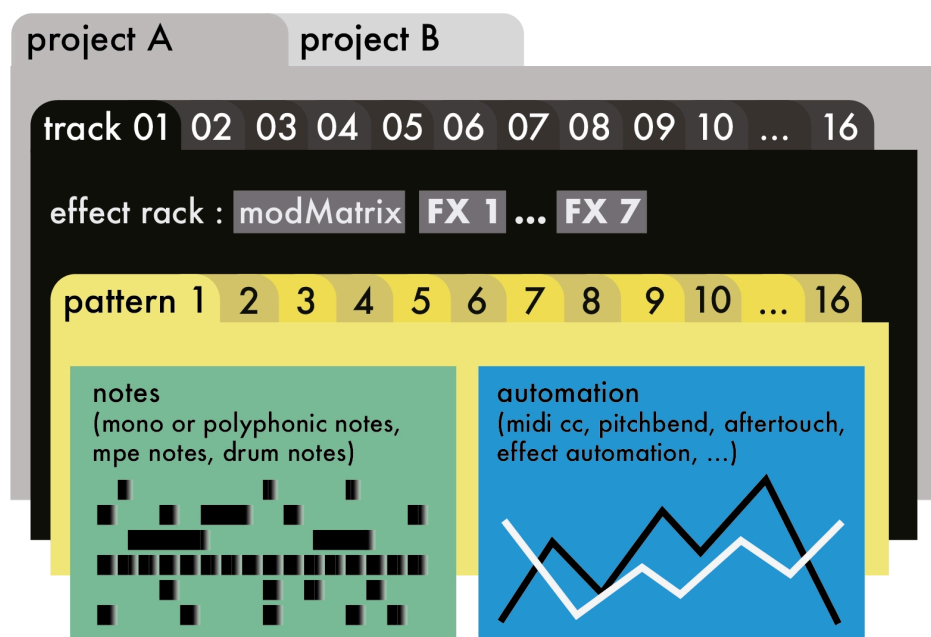 project A project B
track 01 02 03 04 05 06 07 08 09 10 ... 16
effect rack : modMatrix FX 1 ... FX 7
pattern 1 2 3 4 5 6 7 8 9 10 ... 16
notes
(mono or polyphonic notes,
mpe notes, drum notes)
automation
(midi cc, pitchbend, aftertouch,
effect automation, ...)